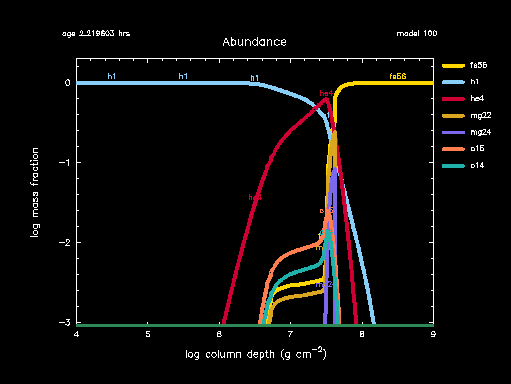 age 2.219803 hrs
model 100
Abundance
fe56
h1
he4
mg22
mg24
o15
o14
h1
h1
h1
he4
fe56
he4
0
−1
−2
−3
4
5
6
7
8
9
log mass fraction
log column depth (g cm−2)